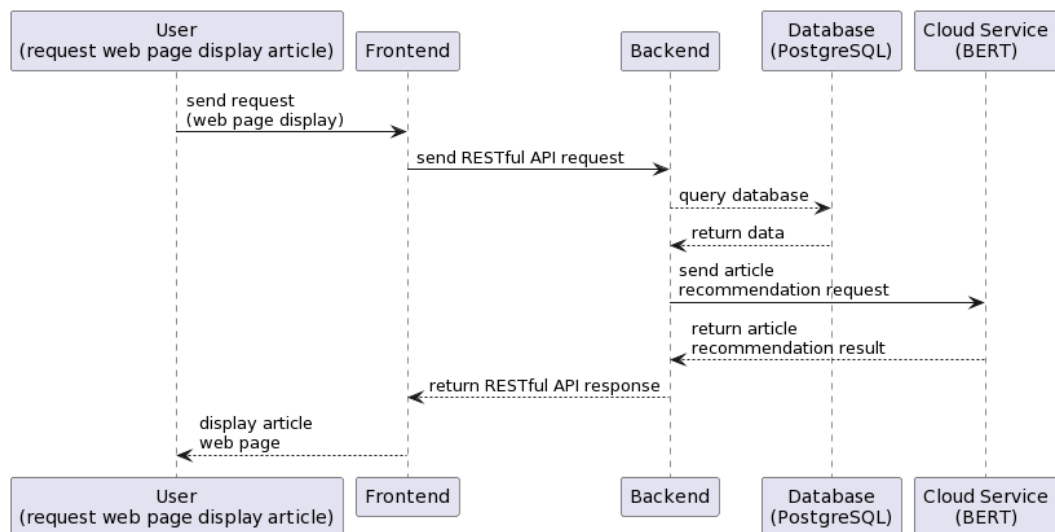 User
(request web page display article)
Frontend
Backend
Database
(PostgreSQL)
Cloud Service
(BERT)
send request
(web page display)
send RESTful API request
query database
return data
send article
recommendation request
return article
recommendation result
return RESTful API response
display article
web page
User
(request web page display article)
Frontend
Backend
Database
(PostgreSQL)
Cloud Service
(BERT)